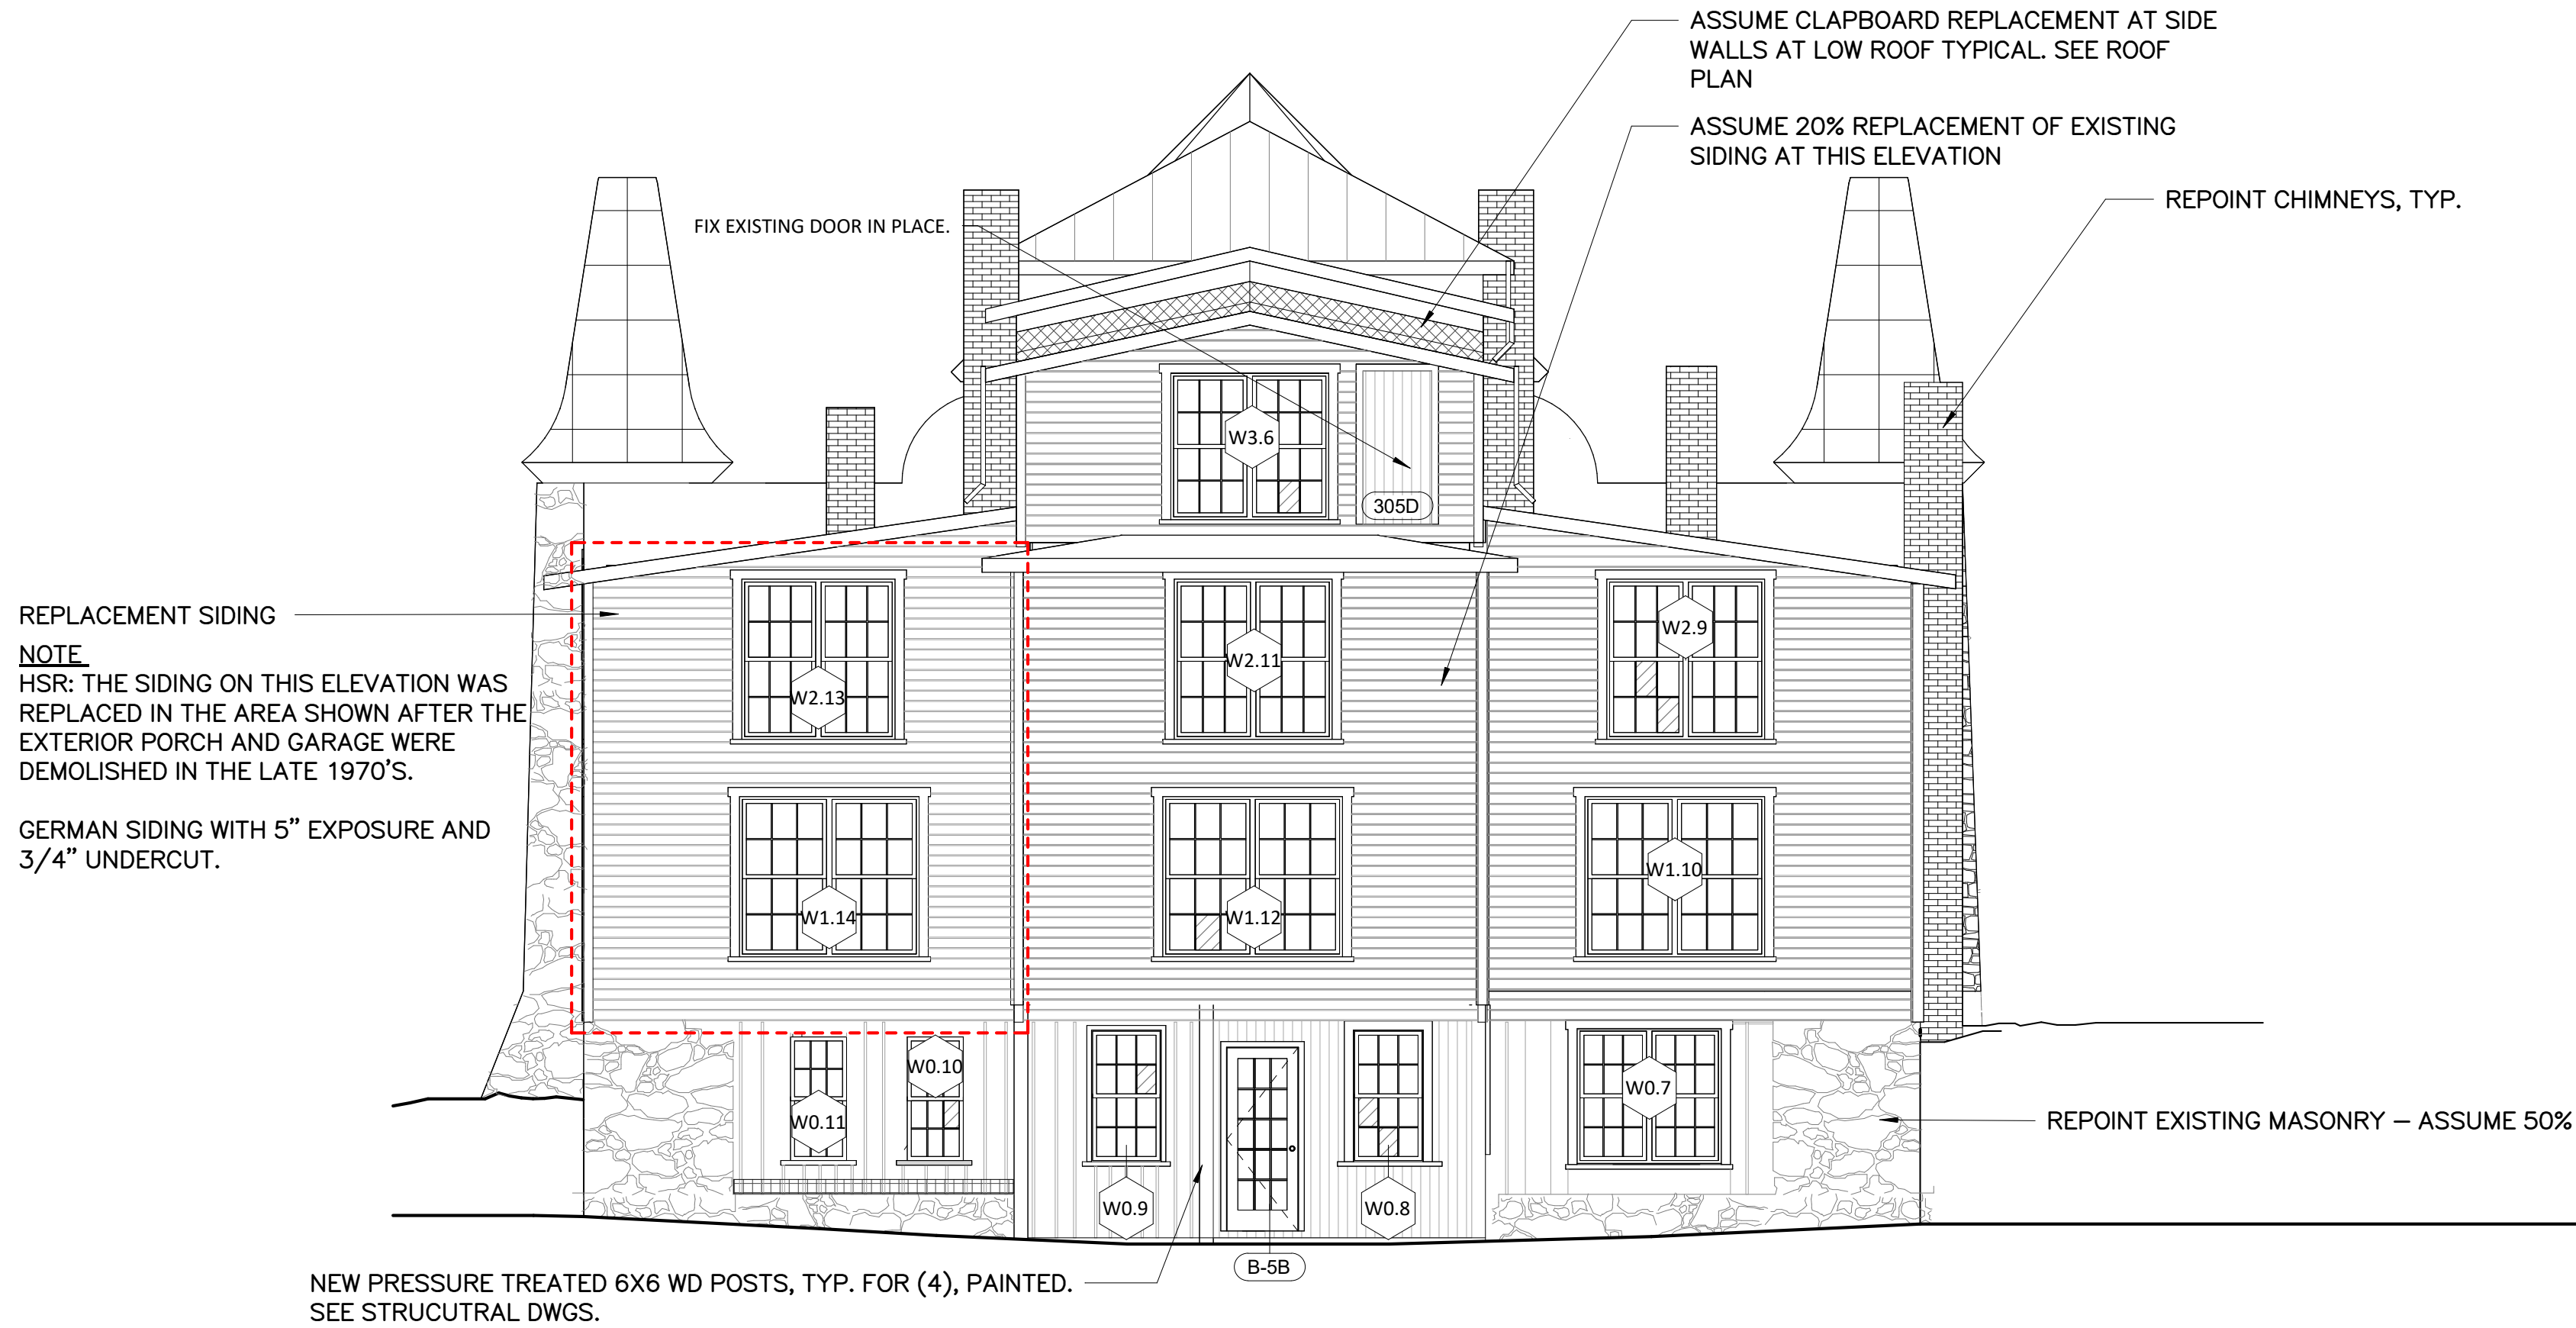 ASSUME CLAPBOARD REPLACEMENT AT SIDE
WALLS AT LOW ROOF TYPICAL. SEE ROOF
PLAN
ASSUME 20% REPLACEMENT OF EXISTING
SIDING AT THIS ELEVATION
REPOINT CHIMNEYS, TYP.
FIX EXISTING DOOR IN PLACE.
W3.6
305D
REPLACEMENT SIDING
NOTE
HSR: THE SIDING ON THIS ELEVATION WAS
REPLACED IN THE AREA SHOWN AFTER THE
EXTERIOR PORCH AND GARAGE WERE
DEMOLISHED IN THE LATE 1970'S.
GERMAN SIDING WITH 5" EXPOSURE AND
3/4" UNDERCUT.
W2.13
W2.11
W2.9
W1.14
W1.12
W1.10
W0.11
W0.10
W0.9
W0.8
W0.7
REPOINT EXISTING MASONRY – ASSUME 50%
B-5B
NEW PRESSURE TREATED 6X6 WD POSTS, TYP. FOR (4), PAINTED.
SEE STRUCUTRAL DWGS.